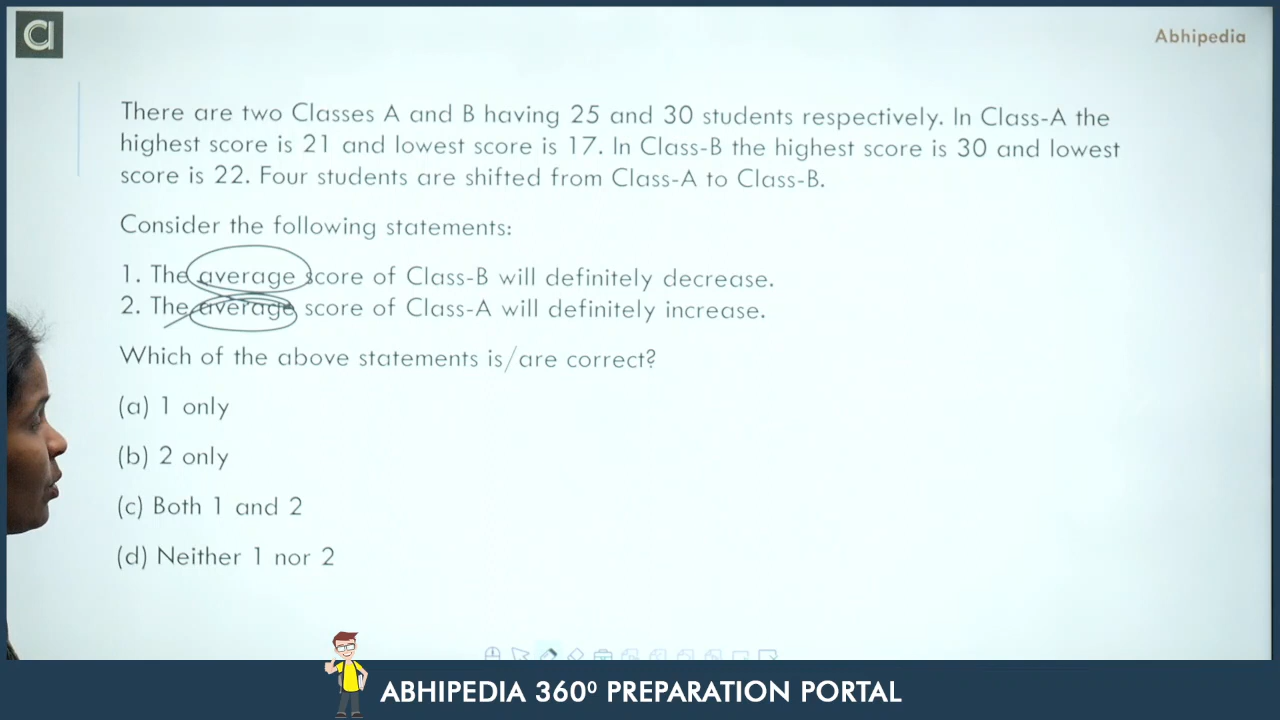 Abhipedia
There are two Classes A and B having 25 and 30 students respectively. In Class-A the
highest score is 21 and lowest score is 17. In Class-B the highest score is 30 and lowest
score is 22. Four students are shifted from Class-A to Class-B.
Consider the following statements:
1. The average score of Class-B will definitely decrease.
2. The average score of Class-A will definitely increase.
Which of the above statements is/are correct?
(a) 1 only
(b) 2 only
(c) Both 1 and 2
(d) Neither 1 nor 2
ABHIPEDIA 360⁰ PREPARATION PORTAL